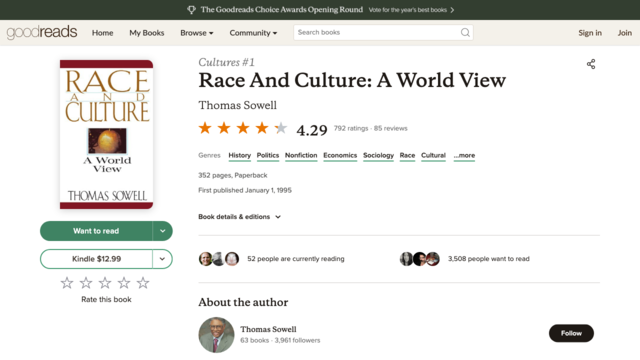 The Goodreads Choice Awards Opening Round Vote for the year's best books
goodreads Home My Books Browse Community Search books Sign in Join
Cultures #1
Race And Culture: A World View
Thomas Sowell
4.29 792 ratings · 85 reviews
Genres History Politics Nonfiction Economics Sociology Race Cultural ...more
352 pages, Paperback
First published January 1, 1995
Book details & editions
52 people are currently reading 3,508 people want to read
About the author
Thomas Sowell
63 books · 3,961 followers
Follow
RACE
AND
CULTURE
A World
View
THOMAS SOWELL
Want to read
Kindle $12.99
Rate this book